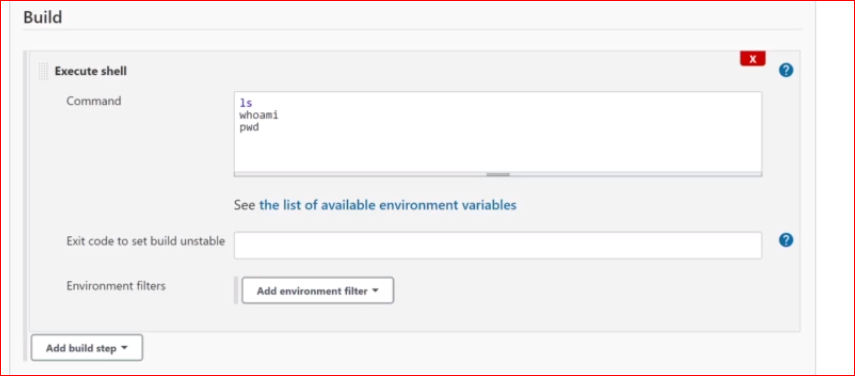 Build
Execute shell
X
?
Command
ls
whoami
pwd
See the list of available environment variables
Exit code to set build unstable
?
Environment filters
Add environment filter
Add build step